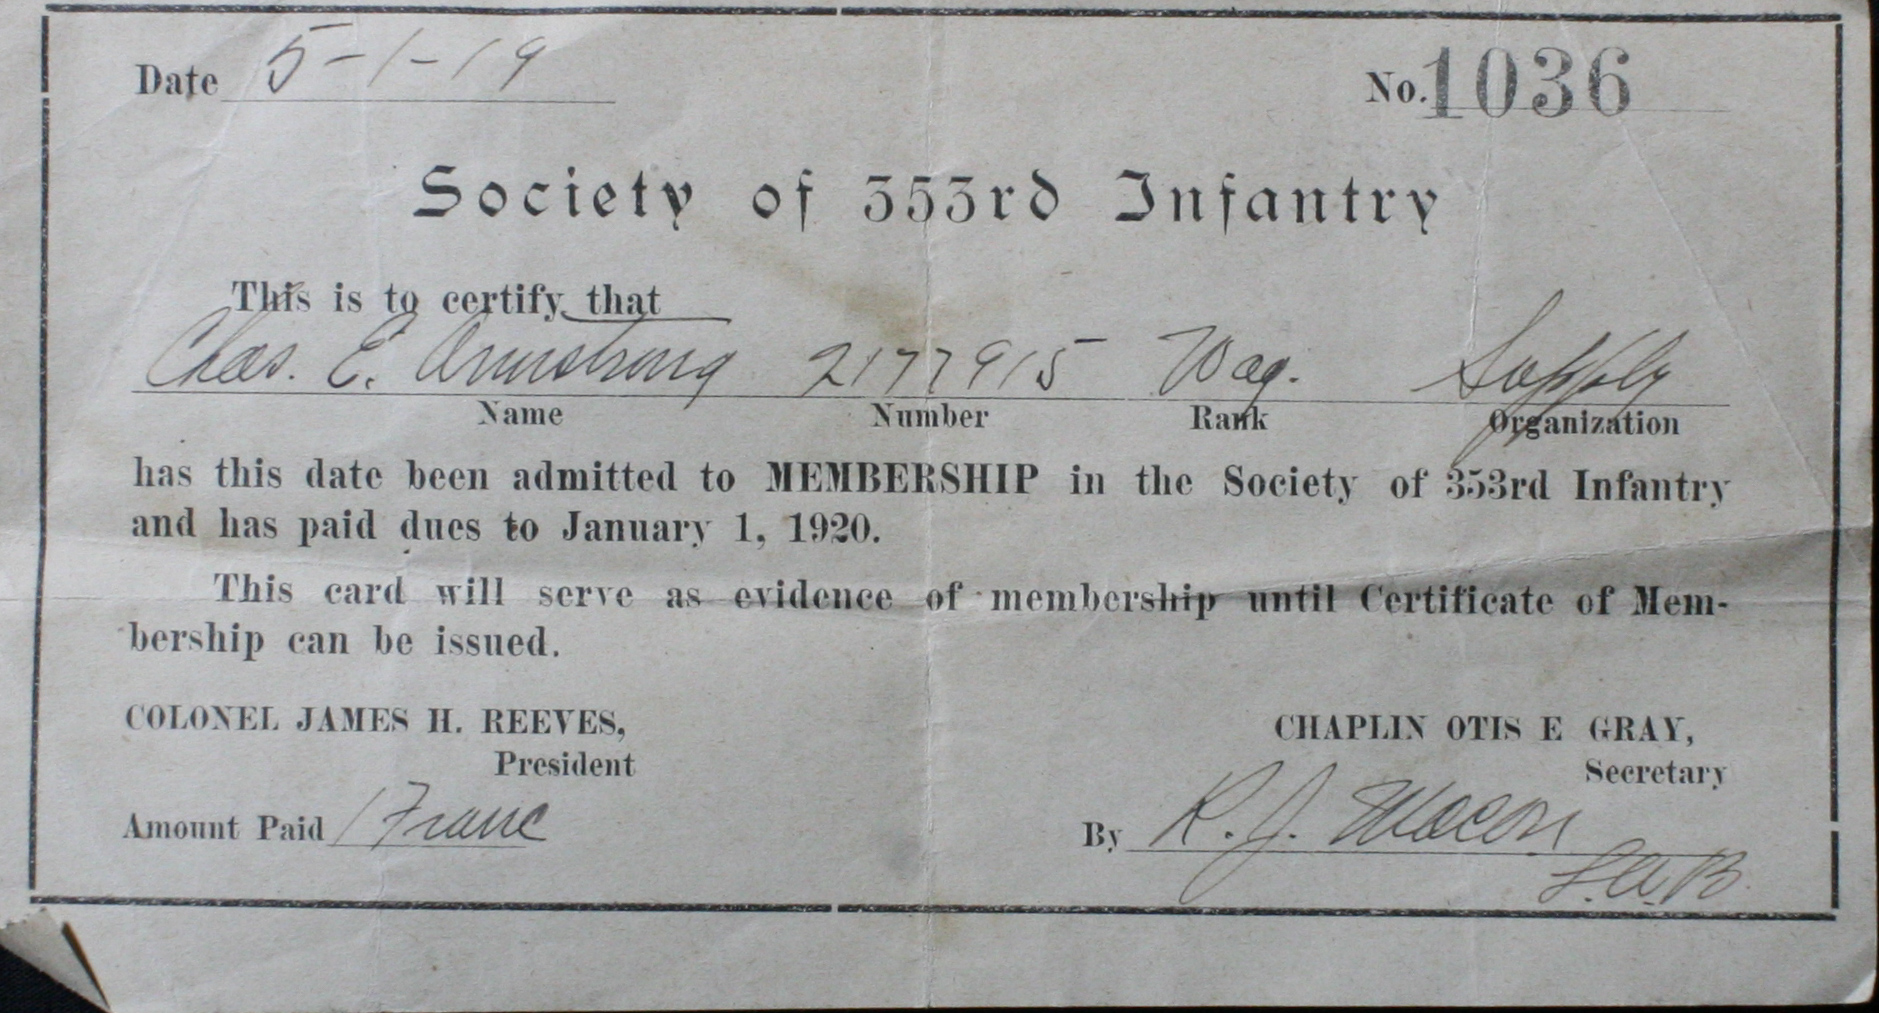 Date 5-1-19 No. 1036
Society of 353rd Infantry
This is to certify that
Chas. E. Armstrong 2177915 Wag. Supply
Name Number Rank Organization
has this date been admitted to MEMBERSHIP in the Society of 353rd Infantry
and has paid dues to January 1, 1920.
This card will serve as evidence of membership until Certificate of Mem-
bership can be issued.
COLONEL JAMES H. REEVES, CHAPLIN OTIS E GRAY,
President Secretary
Amount Paid 1 Franc By R. J. Macon